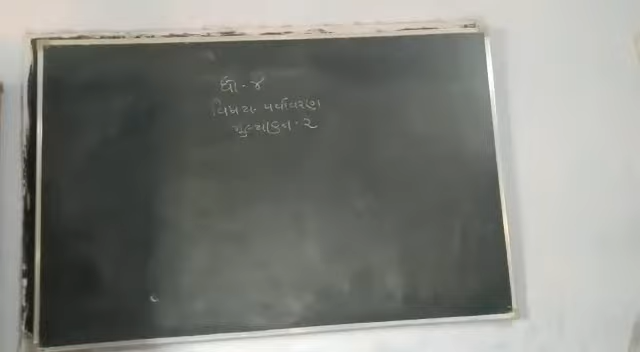 ધો - ૪
વિષય. પર્યાવરણ
મુલ્યાંકન - ૨